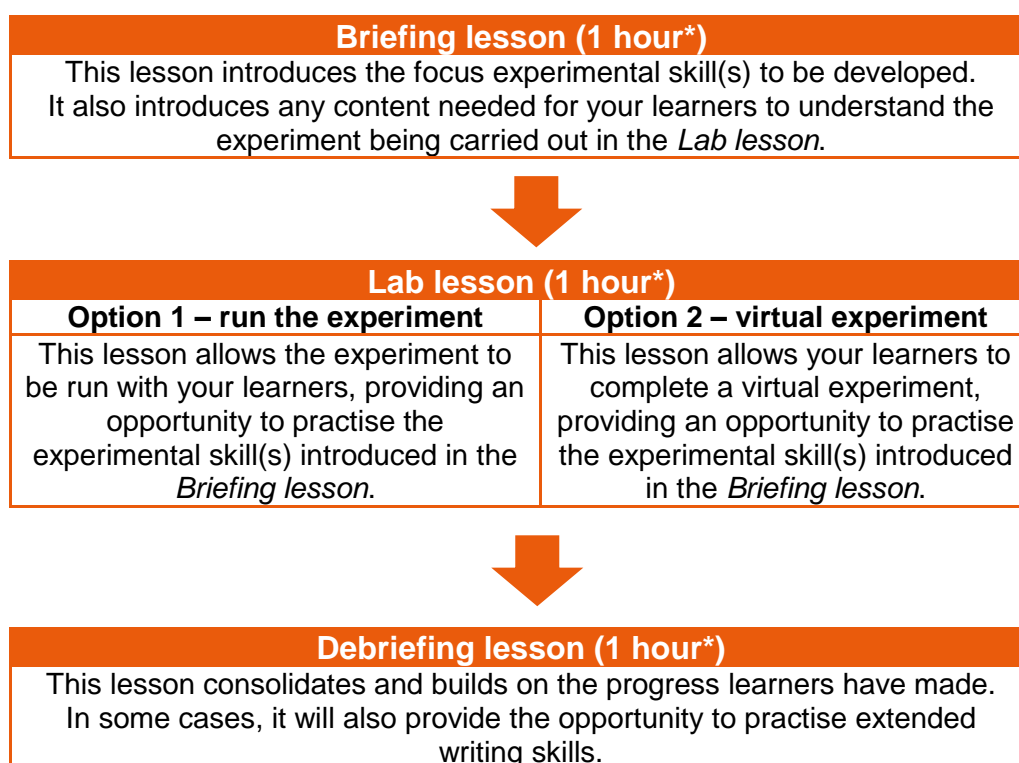 Briefing lesson (1 hour*)
This lesson introduces the focus experimental skill(s) to be developed.
It also introduces any content needed for your learners to understand the
experiment being carried out in the Lab lesson.
Lab lesson (1 hour*)
Option 1 – run the experiment
This lesson allows the experiment to
be run with your learners, providing an
opportunity to practise the
experimental skill(s) introduced in the
Briefing lesson.
Option 2 – virtual experiment
This lesson allows your learners to
complete a virtual experiment,
providing an opportunity to practise
the experimental skill(s) introduced
in the Briefing lesson.
Debriefing lesson (1 hour*)
This lesson consolidates and builds on the progress learners have made.
In some cases, it will also provide the opportunity to practise extended
writing skills.